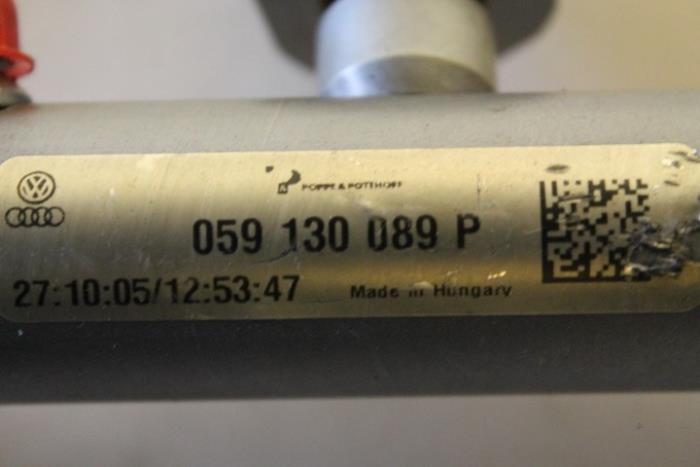 POPPE & POTTHOFF
059 130 089 P
27:10:05/12:53:47
Made in Hungary